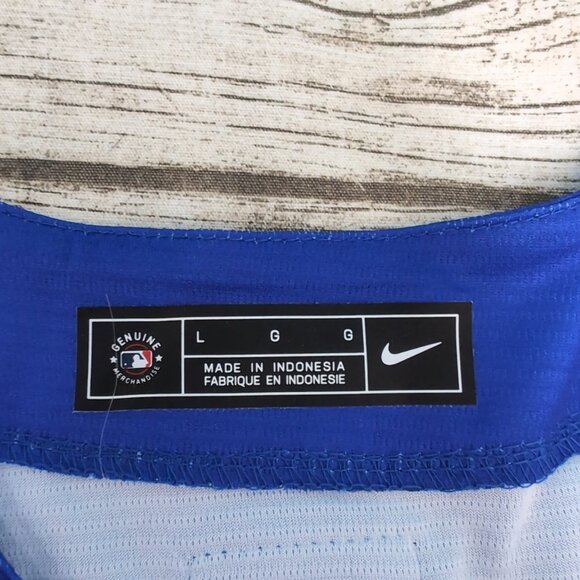 GENUINE
MERCHANDISE
L G G
MADE IN INDONESIA
FABRIQUE EN INDONESIE